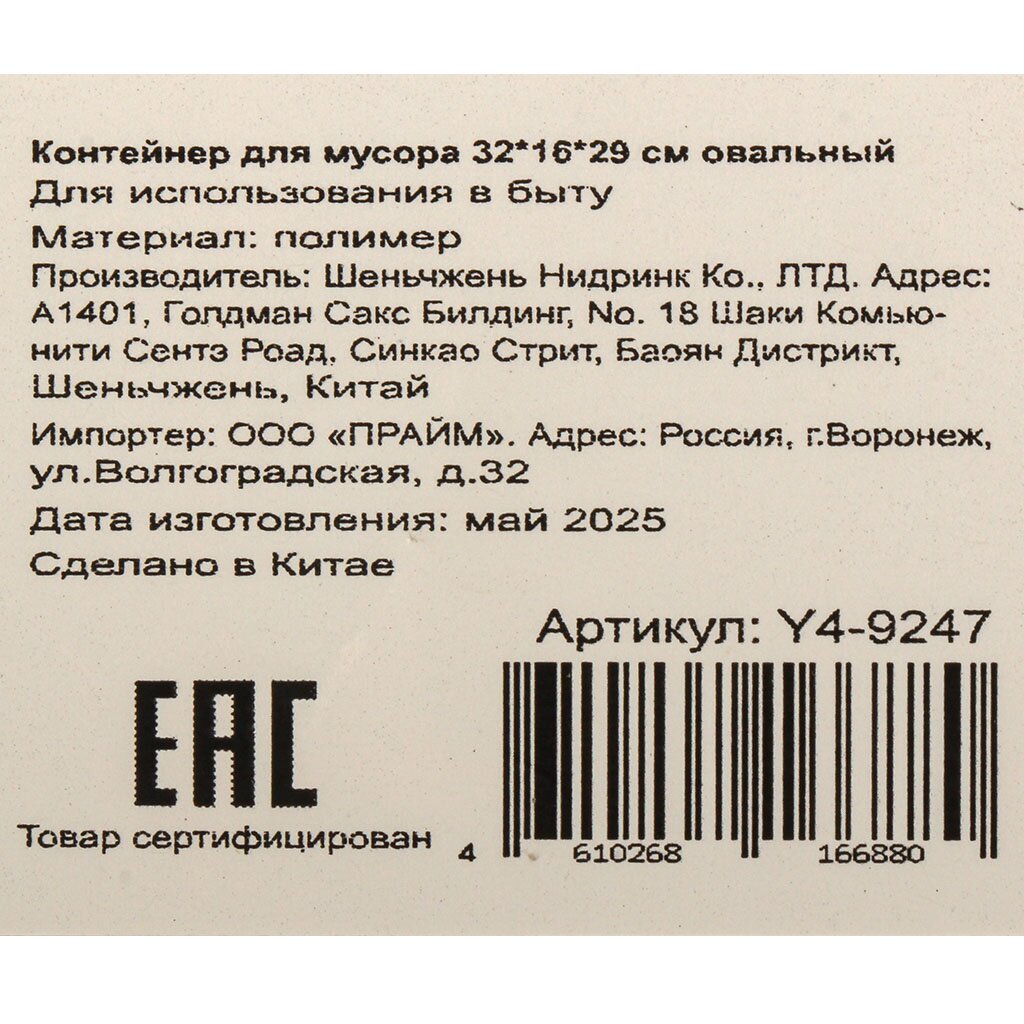 Контейнер для мусора 32*16*29 см овальный
Для использования в быту
Материал: полимер
Производитель: Шеньчжень Нидринк Ко., ЛТД. Адрес:
А1401, Голдман Сакс Билдинг, No. 18 Шаки Комью-
нити Сентэ Роад, Синкао Стрит, Баоян Дистрикт,
Шеньчжень, Китай
Импортер: ООО «ПРАЙМ». Адрес: Россия, г.Воронеж,
ул.Волгоградская, д.32
Дата изготовления: май 2025
Сделано в Китае
Артикул: Y4-9247
EAC
Товар сертифицирован
4 610268 166880